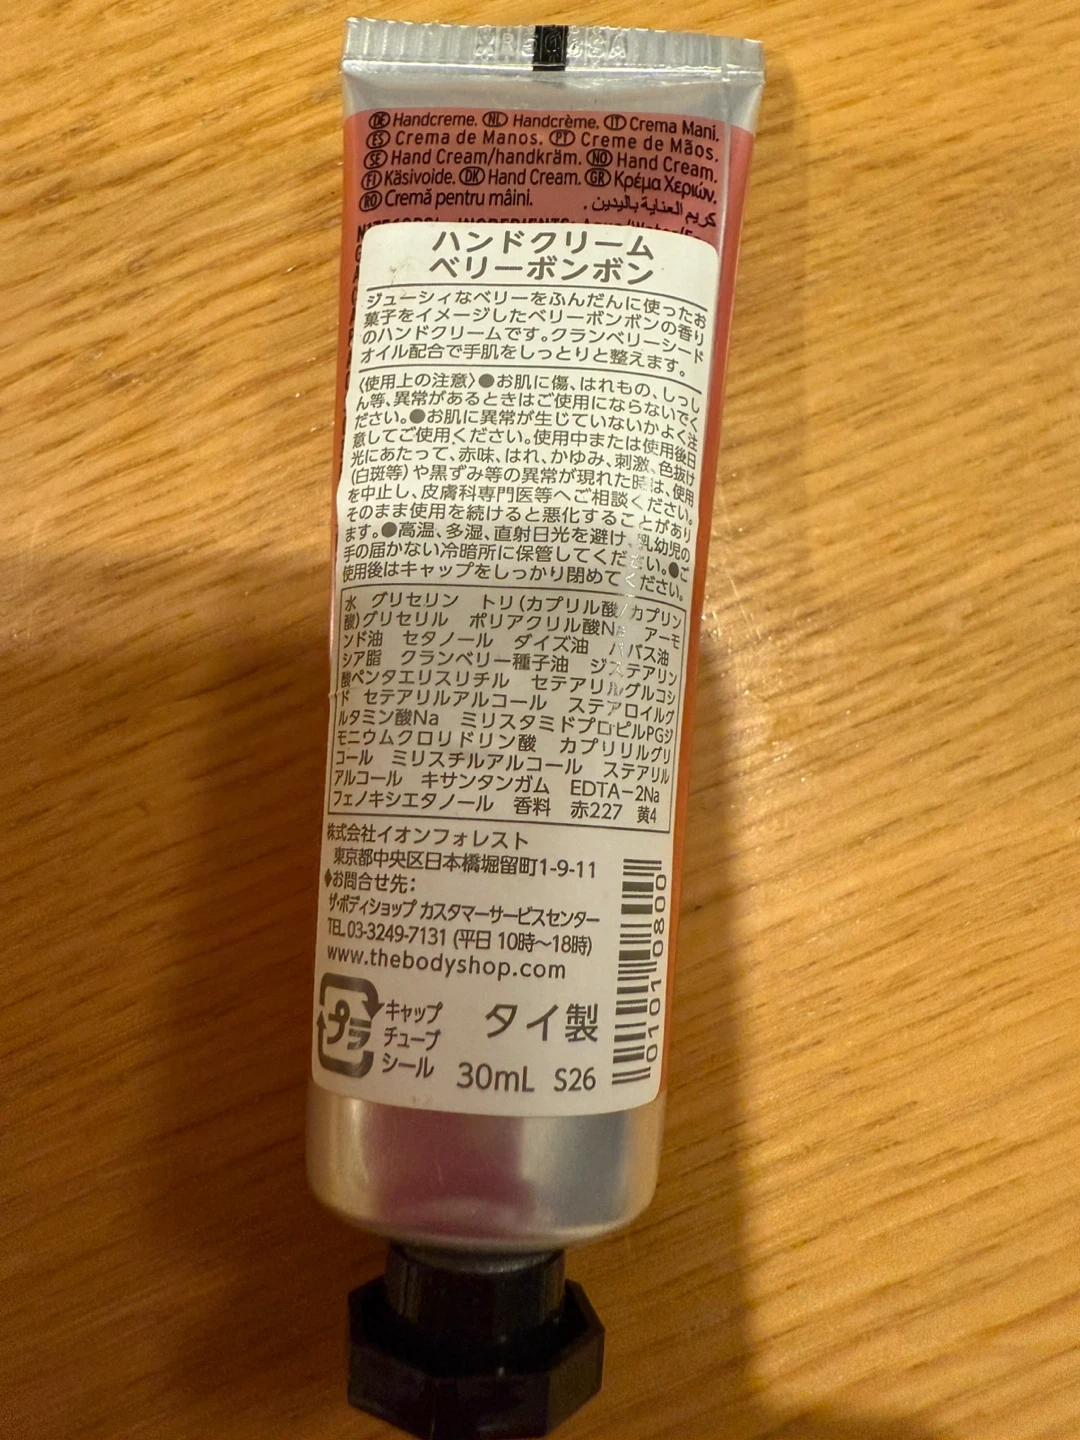 DE Handcreme. NL Handcrème. IT Crema Mani.
ES Crema de Manos. PT Creme de Mãos.
SE Hand Cream/handkräm. NO Hand Cream.
FI Käsivoide. DK Hand Cream. GR Κρέμα Χεριών.
RO Cremă pentru mâini. كريم العناية باليدين.
ハンドクリーム
ベリーボンボン
ジューシィなベリーをふんだんに使ったお
菓子をイメージしたベリーボンボンの香り
のハンドクリームです。クランベリーシード
オイル配合で手肌をしっとりと整えます。
〈使用上の注意〉●お肌に傷、はれもの、しっし
ん等、異常があるときはご使用にならないでく
ださい。●お肌に異常が生じていないかよく注
意してご使用ください。使用中または使用後日
光にあたって、赤味、はれ、かゆみ、刺激、色抜け
(白斑等)や黒ずみ等の異常が現れた時は、使用
を中止し、皮膚科専門医等へご相談ください。
そのまま使用を続けると悪化することがあり
ます。●高温、多湿、直射日光を避け、乳幼児の
手の届かない冷暗所に保管してください。●ご
使用後はキャップをしっかり閉めてください。
水 グリセリン トリ(カプリル酸/カプリン
酸)グリセリル ポリアクリル酸Na アーモ
ンド油 セタノール ダイズ油 ババス油
シア脂 クランベリー種子油 ジステアリン
酸ペンタエリスリチル セテアリルグルコシ
ド セテアリルアルコール ステアロイルグ
ルタミン酸Na ミリスタミドプロピルPGジ
モニウムクロリドリン酸 カプリリルグリ
コール ミリスチルアルコール ステアリル
アルコール キサンタンガム EDTA-2Na
フェノキシエタノール 香料 赤227 黄4
株式会社イオンフォレスト
東京都中央区日本橋堀留町1-9-11
◆お問合せ先:
ザ・ボディショップ カスタマーサービスセンター
TEL 03-3249-7131 (平日 10時〜18時)
www.thebodyshop.com
プラ
キャップ
チューブ
シール
タイ製
30mL S26
0101080 0